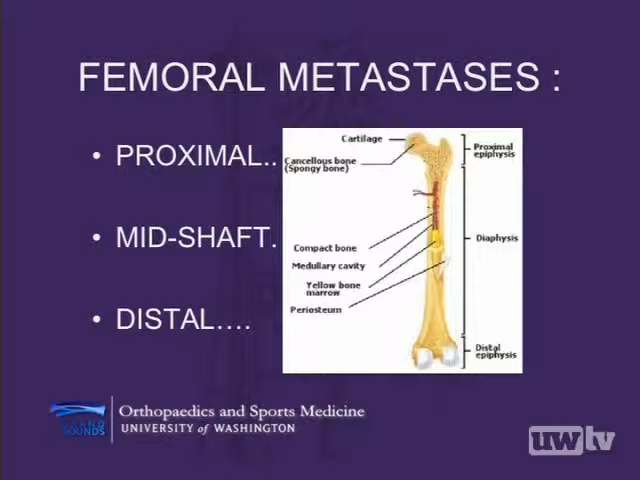 FEMORAL METASTASES :
• PROXIMAL..
• MID-SHAFT.
• DISTAL....
Cartilage
Cancellous bone
(Spongy bone)
Proximal
epiphysis
Compact bone
Diaphysis
Medullary cavity
Yellow bone
marrow
Periosteum
Distal
epiphysis
Orthopaedics and Sports Medicine
UNIVERSITY of WASHINGTON
SOUNDS
uwtv